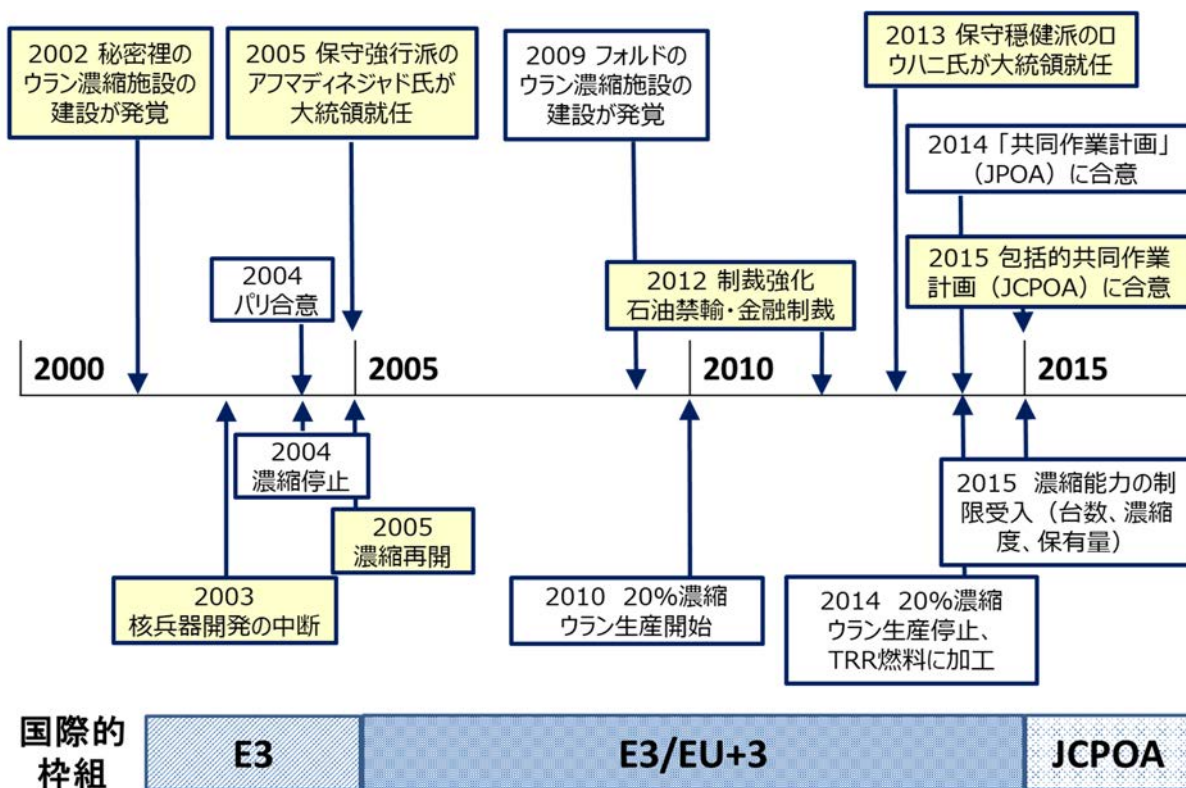 2002 秘密裡の
ウラン濃縮施設の
建設が発覚
2005 保守強行派の
アフマディネジャド氏が
大統領就任
2009 フォルドの
ウラン濃縮施設の
建設が発覚
2013 保守穏健派のロ
ウハニ氏が大統領就任
2014「共同作業計画」
(JPOA)に合意
2004
パリ合意
2012 制裁強化
石油禁輸・金融制裁
2015 包括的共同作業
計画(JCPOA)に合意
2000
2005
2010
2015
2004
濃縮停止
2005
濃縮再開
2003
核兵器開発の中断
2010 20%濃縮
ウラン生産開始
2015 濃縮能力の制
限受入(台数、濃縮
度、保有量)
2014 20%濃縮
ウラン生産停止、
TRR燃料に加工
国際的
枠組
E3
E3/EU+3
JCPOA